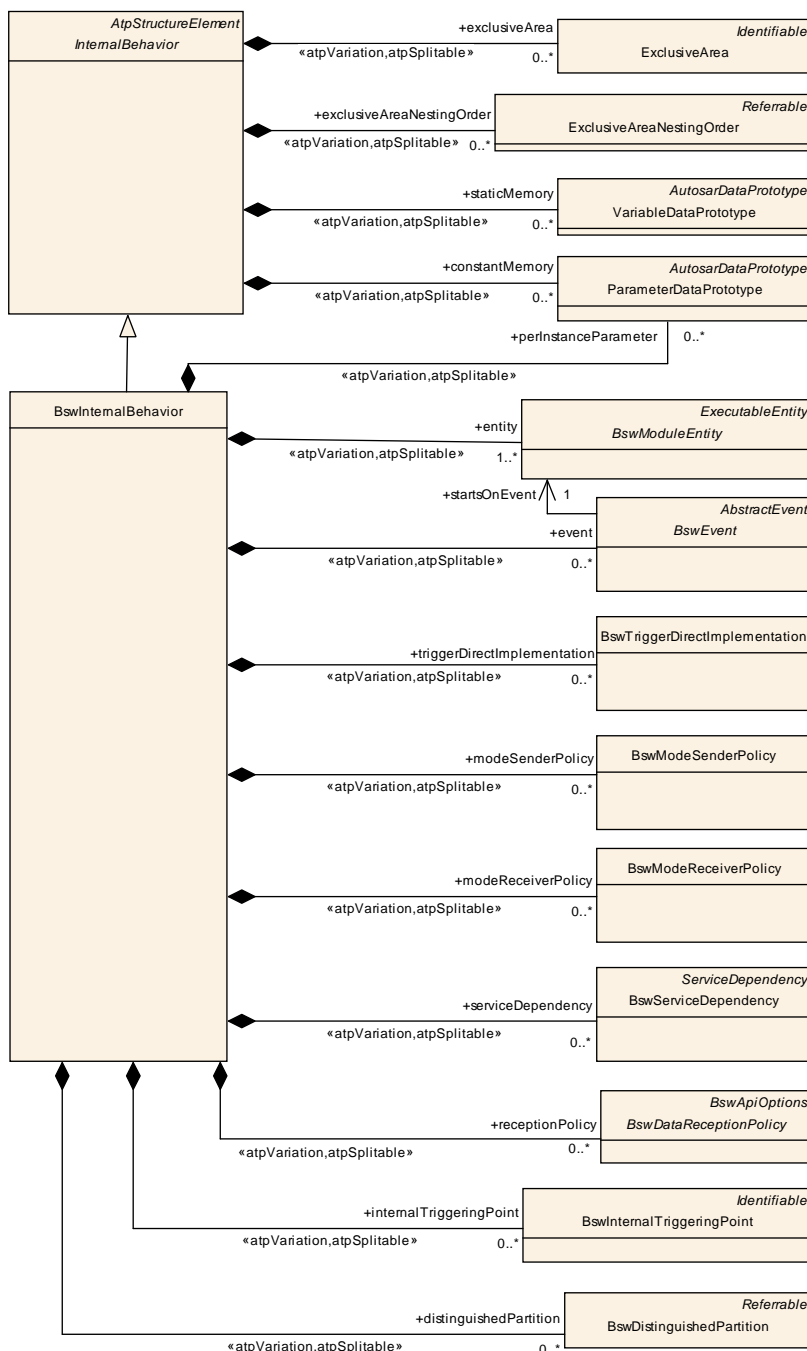 AtpStructureElement
InternalBehavior
+exclusiveArea
«atpVariation,atpSplitable»
0..*
Identifiable
ExclusiveArea
+exclusiveAreaNestingOrder
«atpVariation,atpSplitable»
0..*
Referrable
ExclusiveAreaNestingOrder
+staticMemory
«atpVariation,atpSplitable»
0..*
AutosarDataPrototype
VariableDataPrototype
+constantMemory
«atpVariation,atpSplitable»
0..*
AutosarDataPrototype
ParameterDataPrototype
+perInstanceParameter
0..*
«atpVariation,atpSplitable»
BswInternalBehavior
+entity
«atpVariation,atpSplitable»
1..*
ExecutableEntity
BswModuleEntity
+startsOnEvent
1
+event
«atpVariation,atpSplitable»
0..*
AbstractEvent
BswEvent
+triggerDirectImplementation
«atpVariation,atpSplitable»
0..*
BswTriggerDirectImplementation
+modeSenderPolicy
«atpVariation,atpSplitable»
0..*
BswModeSenderPolicy
+modeReceiverPolicy
«atpVariation,atpSplitable»
0..*
BswModeReceiverPolicy
+serviceDependency
«atpVariation,atpSplitable»
0..*
ServiceDependency
BswServiceDependency
+receptionPolicy
«atpVariation,atpSplitable»
0..*
BswApiOptions
BswDataReceptionPolicy
+internalTriggeringPoint
«atpVariation,atpSplitable»
0..*
Identifiable
BswInternalTriggeringPoint
+distinguishedPartition
«atpVariation,atpSplitable»
0..*
Referrable
BswDistinguishedPartition